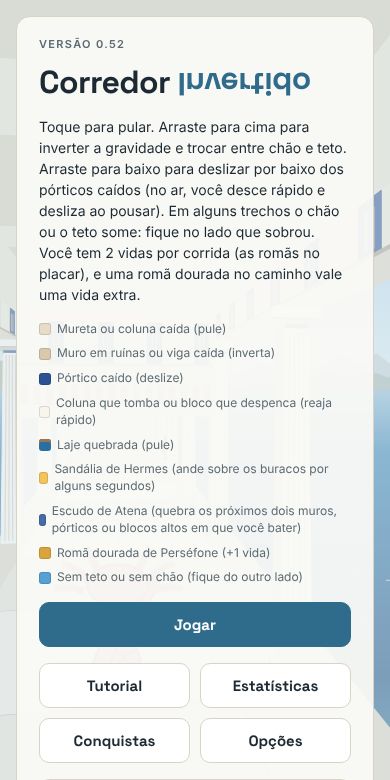 VERSÃO 0.52
Corredor Invertido
Toque para pular. Arraste para cima para
inverter a gravidade e trocar entre chão e teto.
Arraste para baixo para deslizar por baixo dos
pórticos caídos (no ar, você desce rápido e
desliza ao pousar). Em alguns trechos o chão
ou o teto some: fique no lado que sobrou.
Você tem 2 vidas por corrida (as romãs no
placar), e uma romã dourada no caminho vale
uma vida extra.
Mureta ou coluna caída (pule)
Muro em ruínas ou viga caída (inverta)
Pórtico caído (deslize)
Coluna que tomba ou bloco que despenca (reaja
rápido)
Laje quebrada (pule)
Sandália de Hermes (ande sobre os buracos por
alguns segundos)
Escudo de Atena (quebra os próximos dois muros,
pórticos ou blocos altos em que você bater)
Romã dourada de Perséfone (+1 vida)
Sem teto ou sem chão (fique do outro lado)
Jogar
Tutorial
Estatísticas
Conquistas
Opções